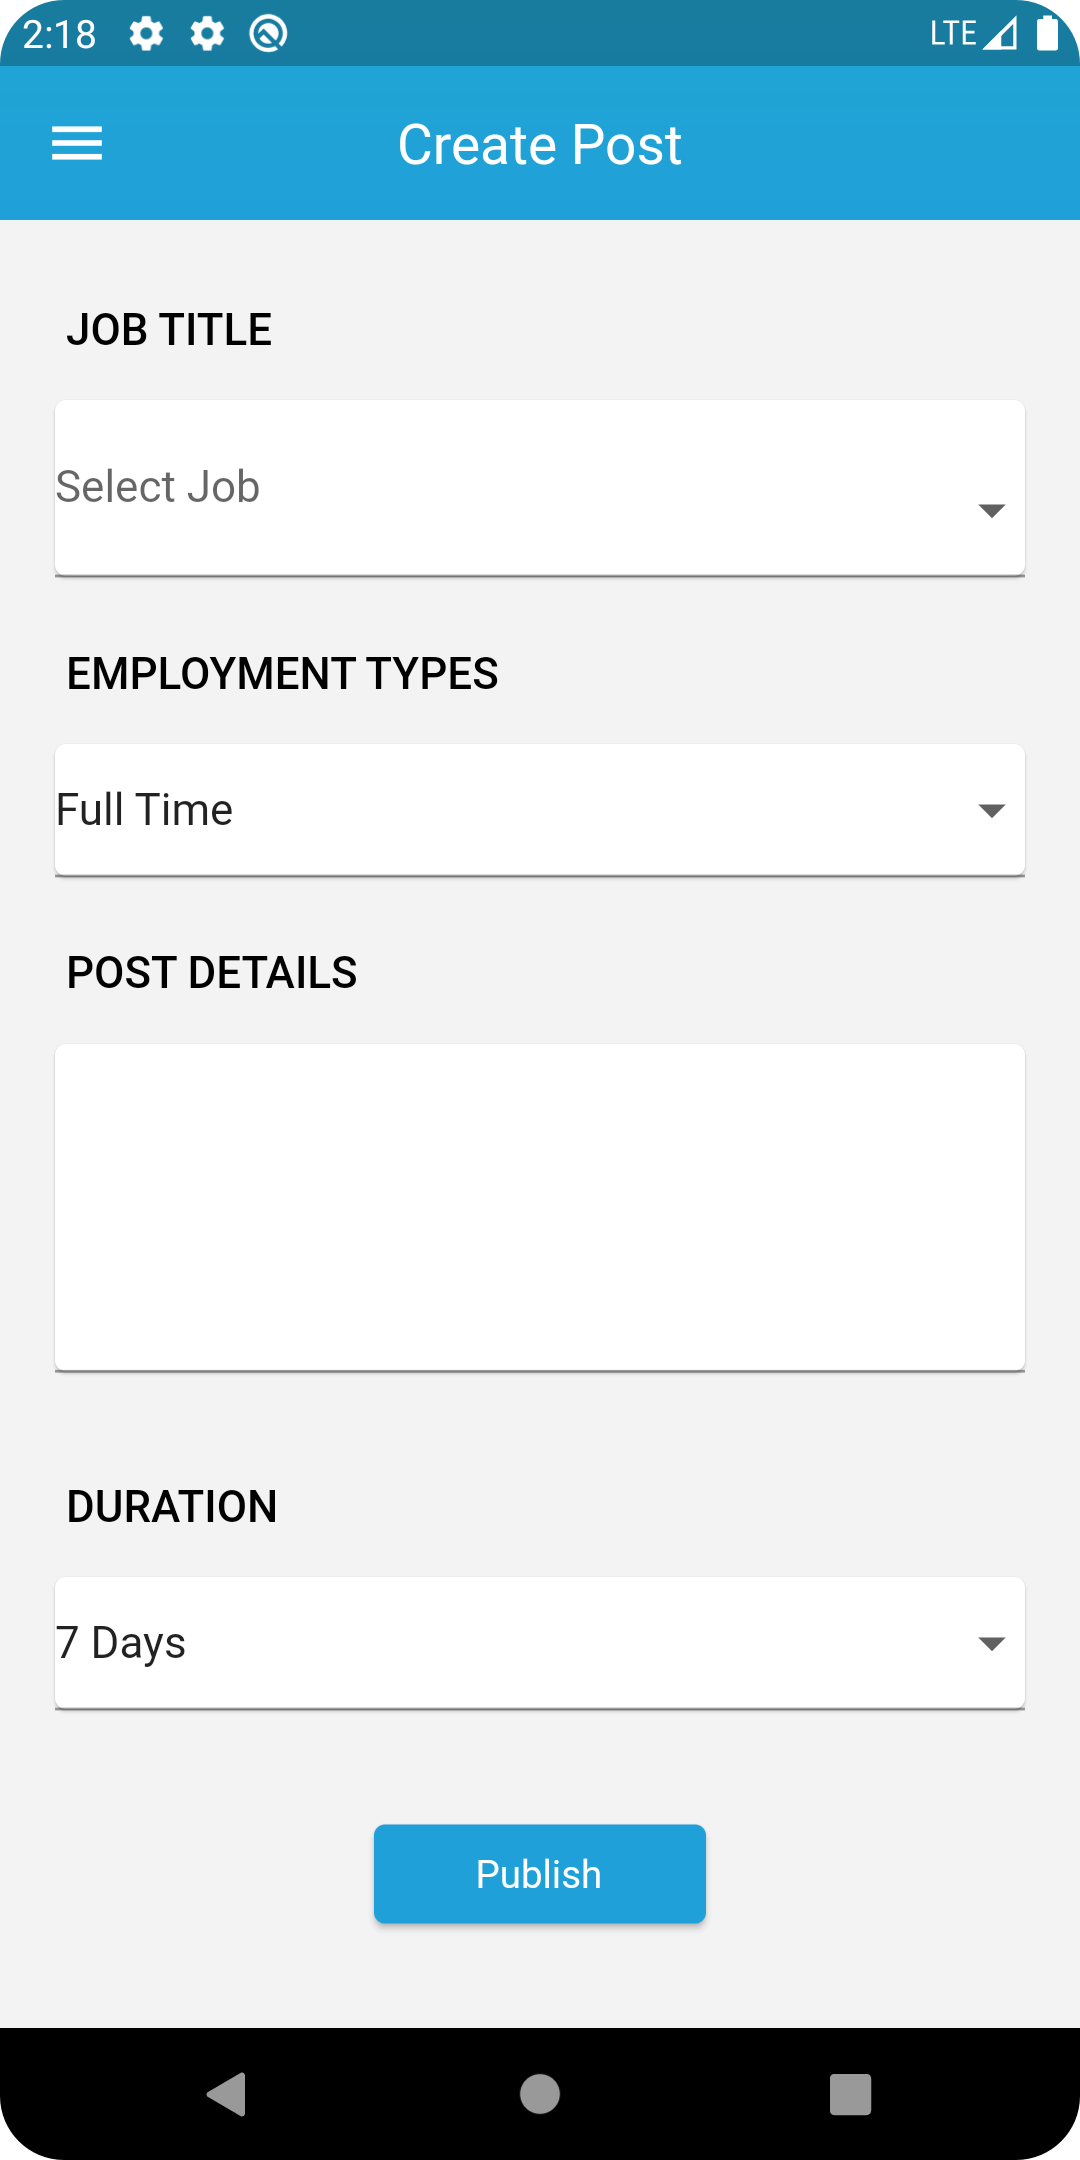 2:18 LTE
Create Post
JOB TITLE
Select Job
EMPLOYMENT TYPES
Full Time
POST DETAILS
DURATION
7 Days
Publish